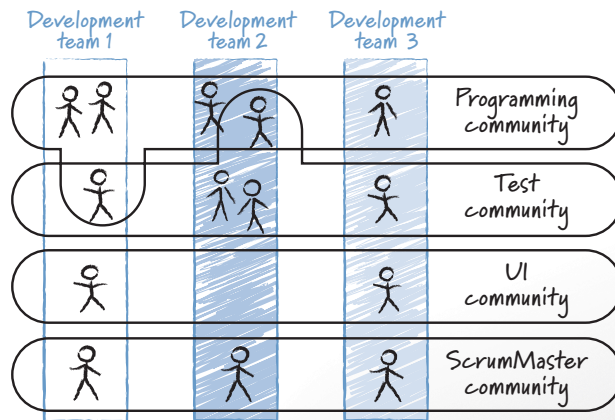 Development
team 1
Development
team 2
Development
team 3
Programming
community
Test
community
UI
community
ScrumMaster
community